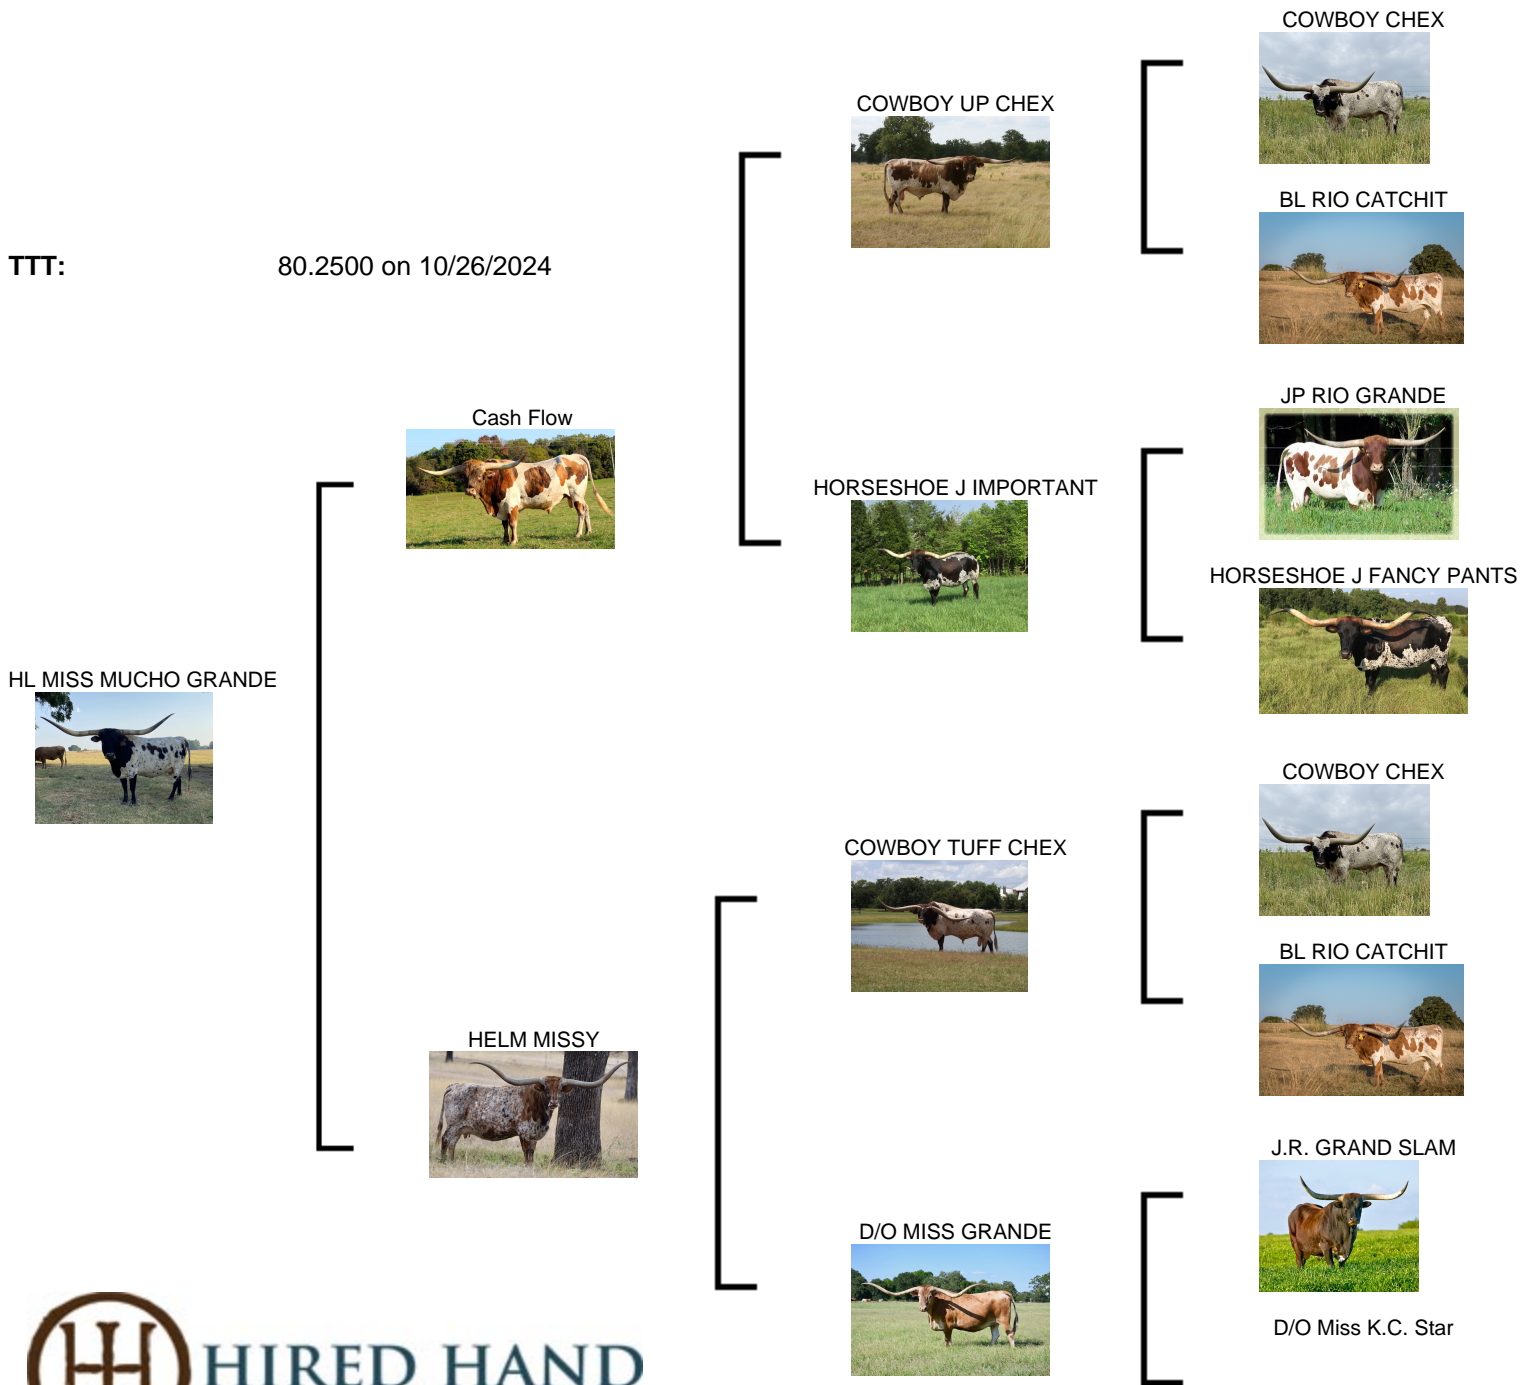 COWBOY CHEX
COWBOY UP CHEX
BL RIO CATCHIT
TTT: 80.2500 on 10/26/2024
JP RIO GRANDE
Cash Flow
HORSESHOE J IMPORTANT
HORSESHOE J FANCY PANTS
HL MISS MUCHO GRANDE
COWBOY CHEX
COWBOY TUFF CHEX
BL RIO CATCHIT
HELM MISSY
J.R. GRAND SLAM
D/O MISS GRANDE
D/O Miss K.C. Star
HIRED HAND